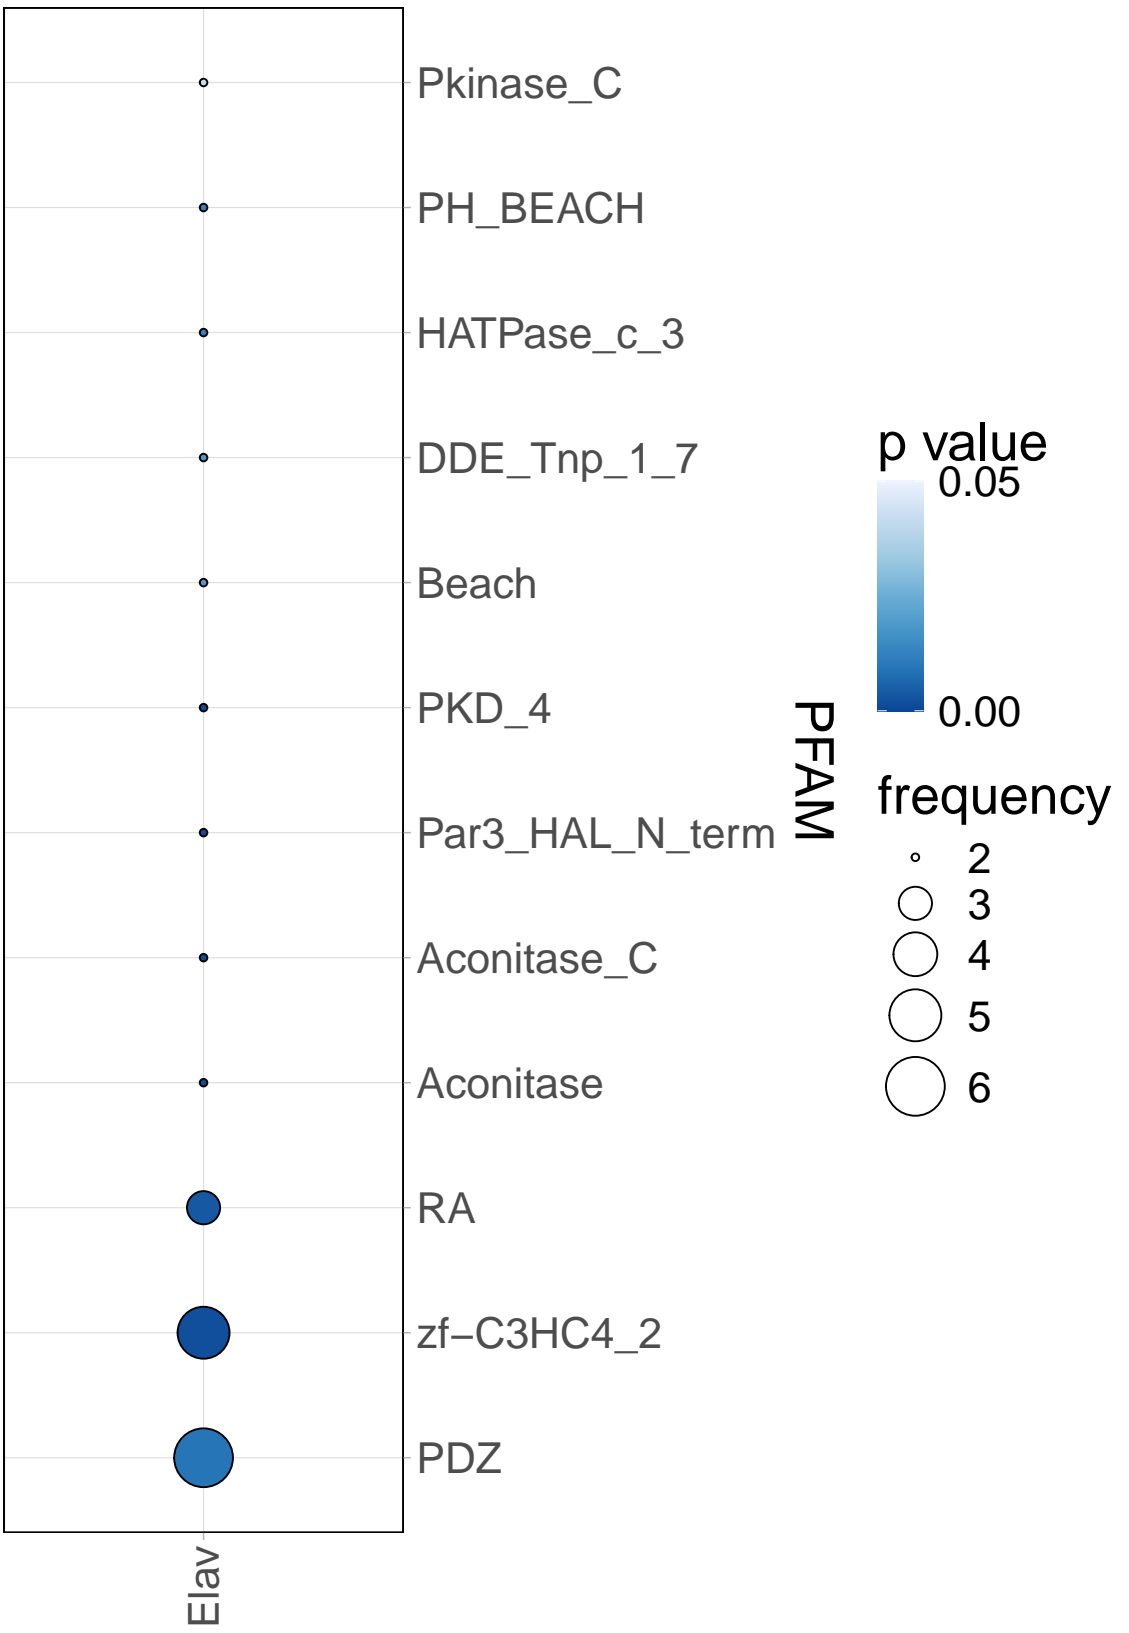 Pkinase_C
PH_BEACH
HATPase_c_3
DDE_Tnp_1_7
Beach
PKD_4
Par3_HAL_N_term
Aconitase_C
Aconitase
RA
zf−C3HC4_2
PDZ
Elav
PFAM
p value
0.05
0.00
frequency
2
3
4
5
6